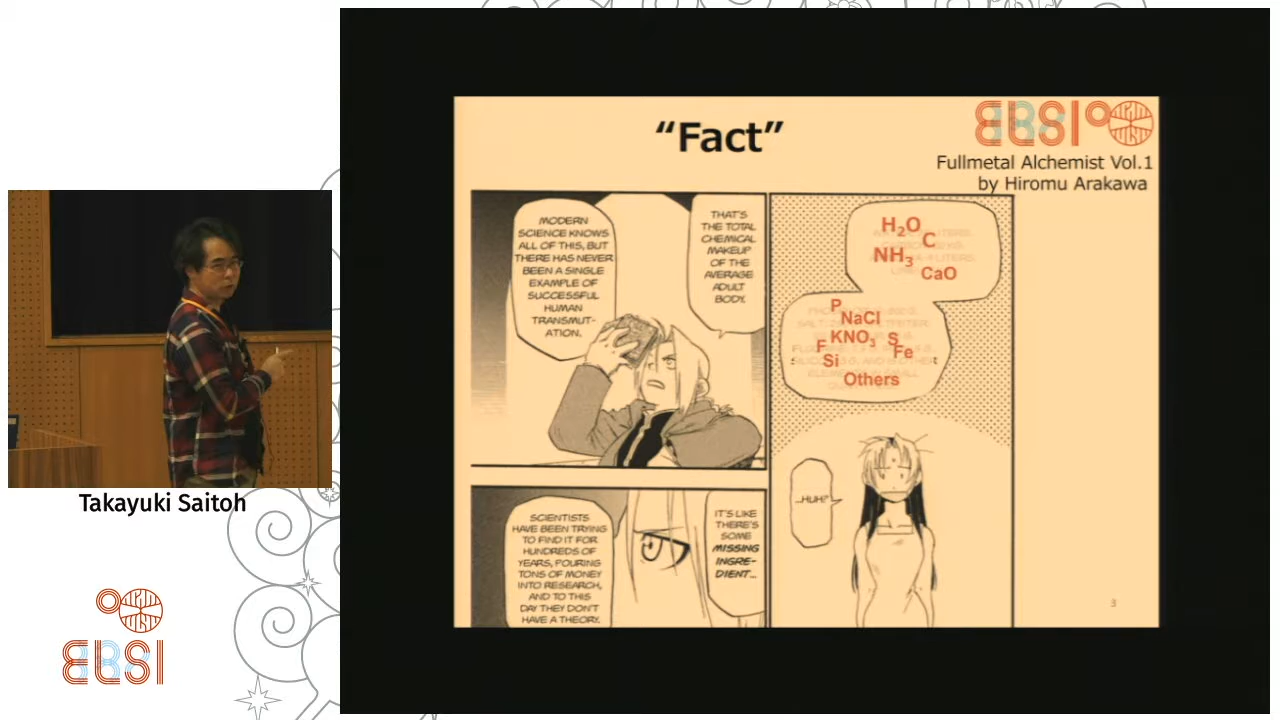 “Fact”
ELSI
Fullmetal Alchemist Vol.1
by Hiromu Arakawa
H₂O
C
NH₃
CaO
P
NaCl
KNO₃
S
F
Fe
Si
Others
...HUH?
THAT'S
THE TOTAL
CHEMICAL
MAKEUP
OF THE
AVERAGE
ADULT
BODY.
MODERN
SCIENCE KNOWS
ALL OF THIS, BUT
THERE HAS NEVER
BEEN A SINGLE
EXAMPLE OF
SUCCESSFUL
HUMAN
TRANSMUT-
ATION.
IT'S LIKE
THERE'S
SOME
MISSING
INGRE-
DIENT...
SCIENTISTS
HAVE BEEN TRYING
TO FIND IT FOR
HUNDREDS OF
YEARS, POURING
TONS OF MONEY
INTO RESEARCH,
AND TO THIS
DAY THEY DON'T
HAVE A THEORY.
3
Takayuki Saitoh
ELSI